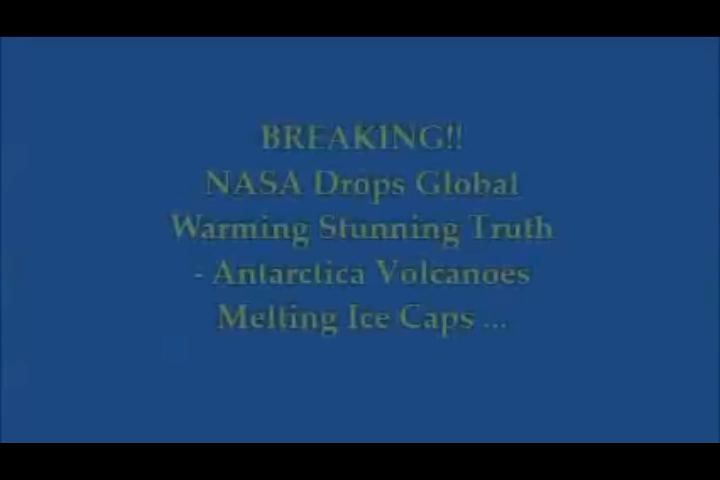 BREAKING!!
NASA Drops Global
Warming Stunning Truth
- Antarctica Volcanoes
Melting Ice Caps ...